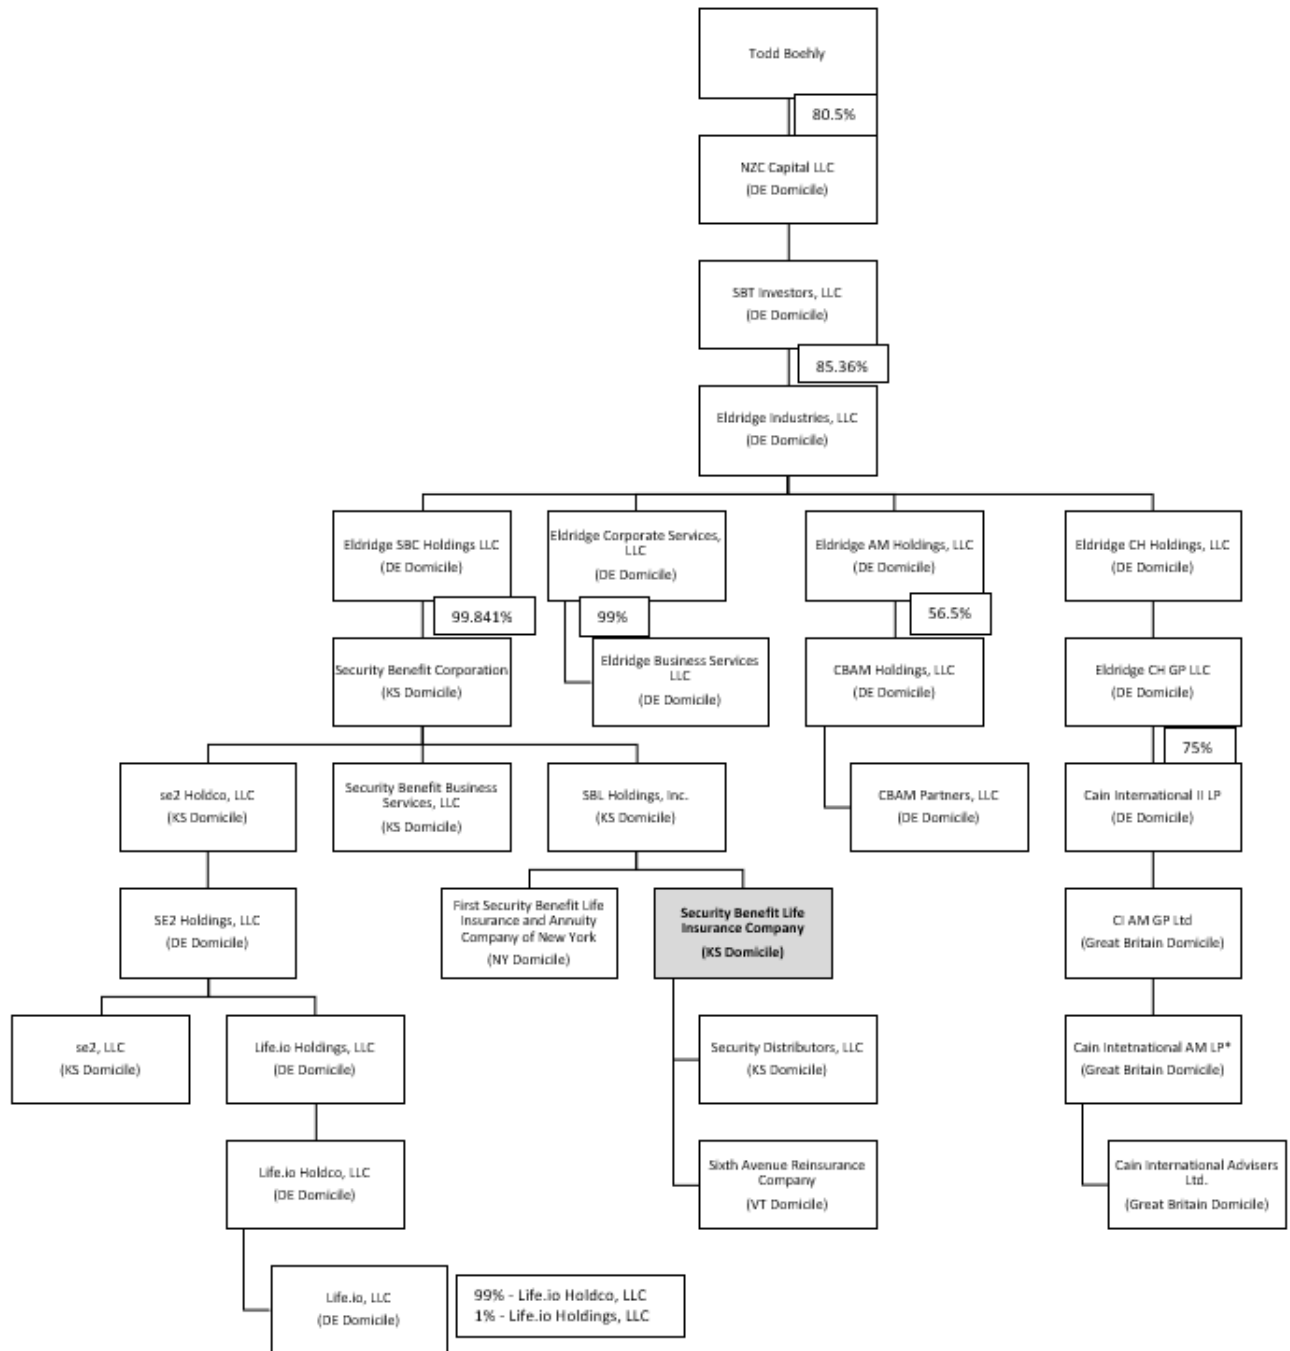 Todd Boehly
80.5%
NZC Capital LLC
(DE Domicile)
SBT Investors, LLC
(DE Domicile)
85.36%
Eldridge Industries, LLC
(DE Domicile)
Eldridge SBC Holdings LLC
(DE Domicile)
Eldridge Corporate Services,
LLC
(DE Domicile)
Eldridge AM Holdings, LLC
(DE Domicile)
Eldridge CH Holdings, LLC
(DE Domicile)
99.841%
99%
56.5%
Security Benefit Corporation
(KS Domicile)
Eldridge Business Services
LLC
(DE Domicile)
CBAM Holdings, LLC
(DE Domicile)
Eldridge CH GP LLC
(DE Domicile)
75%
se2 Holdco, LLC
(KS Domicile)
Security Benefit Business
Services, LLC
(KS Domicile)
SBL Holdings, Inc.
(KS Domicile)
CBAM Partners, LLC
(DE Domicile)
Cain International II LP
(DE Domicile)
SE2 Holdings, LLC
(DE Domicile)
First Security Benefit Life
Insurance and Annuity
Company of New York
(NY Domicile)
Security Benefit Life
Insurance Company
(KS Domicile)
CI AM GP Ltd
(Great Britain Domicile)
se2, LLC
(KS Domicile)
Life.io Holdings, LLC
(DE Domicile)
Security Distributors, LLC
(KS Domicile)
Cain Intetnational AM LP*
(Great Britain Domicile)
Life.io Holdco, LLC
(DE Domicile)
Sixth Avenue Reinsurance
Company
(VT Domicile)
Cain International Advisers
Ltd.
(Great Britain Domicile)
Life.io, LLC
(DE Domicile)
99% - Life.io Holdco, LLC
1% - Life.io Holdings, LLC